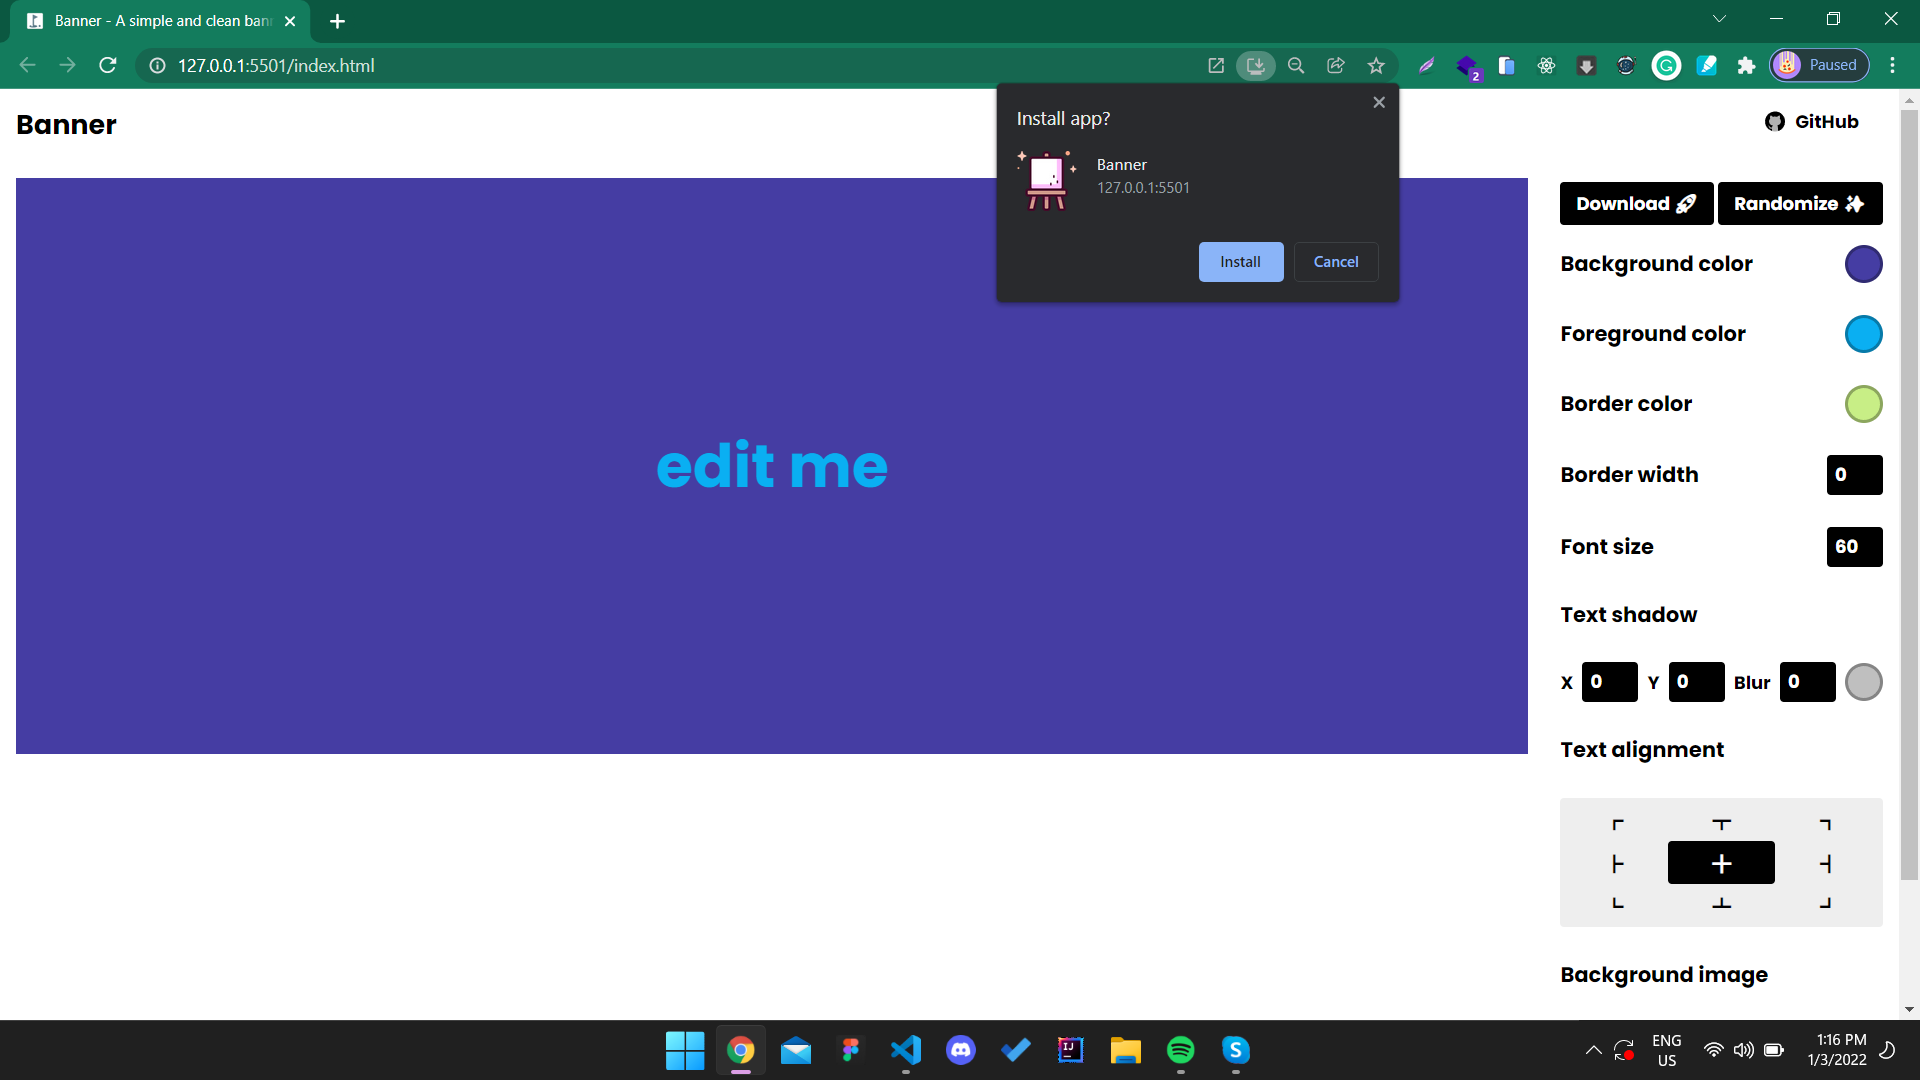 Banner - A simple and clean ban
127.0.0.1:5501/index.html
2
Paused
Banner
GitHub
Install app?
Banner
127.0.0.1:5501
Install
Cancel
edit me
Download
Randomize
Background color
Foreground color
Border color
Border width
0
Font size
60
Text shadow
X 0 Y 0 Blur 0
Text alignment
Background image
IJ
ENG
US
1:16 PM
1/3/2022